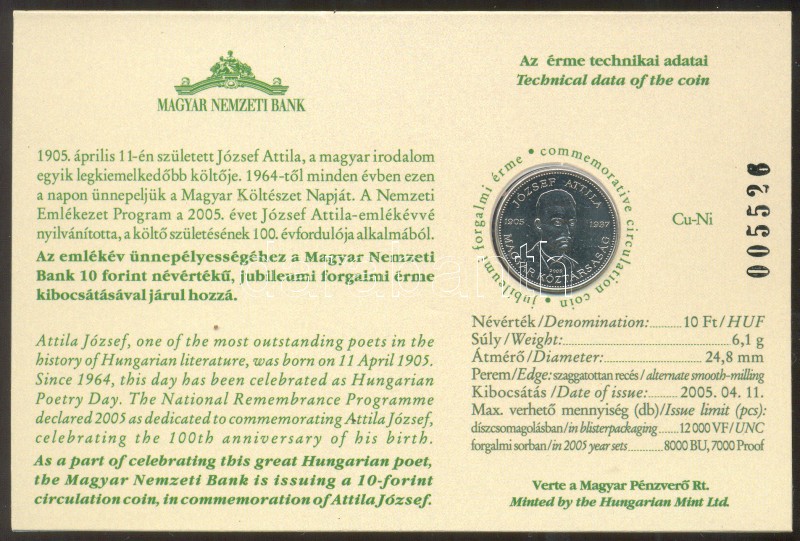 MAGYAR NEMZETI BANK
1905. április 11-én született József Attila, a magyar irodalom
egyik legkiemelkedőbb költője. 1964-től minden évben ezen
a napon ünnepeljük a Magyar Költészet Napját. A Nemzeti
Emlékezet Program a 2005. évet József Attila-emlékévvé
nyilvánította, a költő születésének 100. évfordulója alkalmából.
Az emlékév ünnepélyességéhez a Magyar Nemzeti
Bank 10 forint névértékű, jubileumi forgalmi érme
kibocsátásával járul hozzá.
Attila József, one of the most outstanding poets in the
history of Hungarian literature, was born on 11 April 1905.
Since 1964, this day has been celebrated as Hungarian
Poetry Day. The National Remembrance Programme
declared 2005 as dedicated to commemorating Attila József,
celebrating the 100th anniversary of his birth.
As a part of celebrating this great Hungarian poet,
the Magyar Nemzeti Bank is issuing a 10-forint
circulation coin, in commemoration of Attila József.
Az érme technikai adatai
Technical data of the coin
jubileumi forgalmi érme • commemorative circulation coin •
JÓZSEF ATTILA
1905 1937
2005
MAGYAR KÖZTÁRSASÁG
Cu-Ni
005526
Névérték/Denomination:..........10 Ft/HUF
Súly/Weight:..........6,1 g
Átmérő/Diameter:..........24,8 mm
Perem/Edge: szaggatottan recés / alternate smooth-milling
Kibocsátás/Date of issue:..........2005. 04. 11.
Max. verhető mennyiség (db)/Issue limit (pcs):
díszcsomagolásban/in blisterpackaging..........12 000 VF/UNC
forgalmi sorban/in 2005 year sets..........8000 BU, 7000 Proof
Verte a Magyar Pénzverő Rt.
Minted by the Hungarian Mint Ltd.